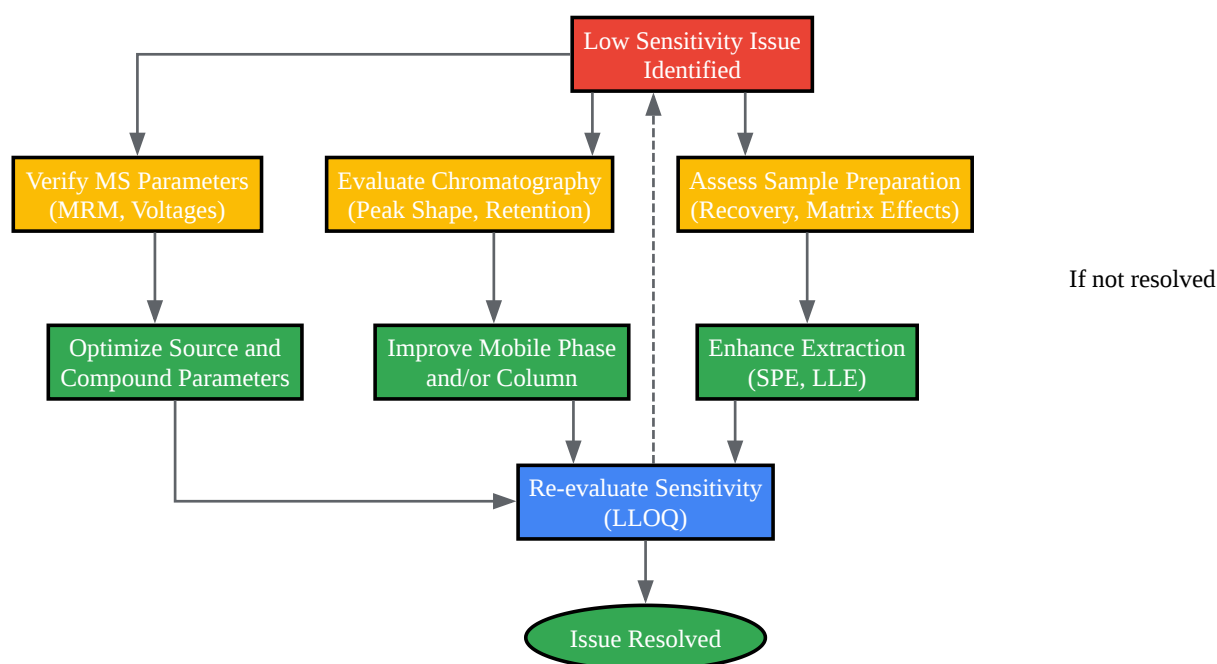 Low Sensitivity Issue
Identified
Verify MS Parameters
(MRM, Voltages)
Evaluate Chromatography
(Peak Shape, Retention)
Assess Sample Preparation
(Recovery, Matrix Effects)
If not resolved
Optimize Source and
Compound Parameters
Improve Mobile Phase
and/or Column
Enhance Extraction
(SPE, LLE)
Re-evaluate Sensitivity
(LLOQ)
Issue Resolved